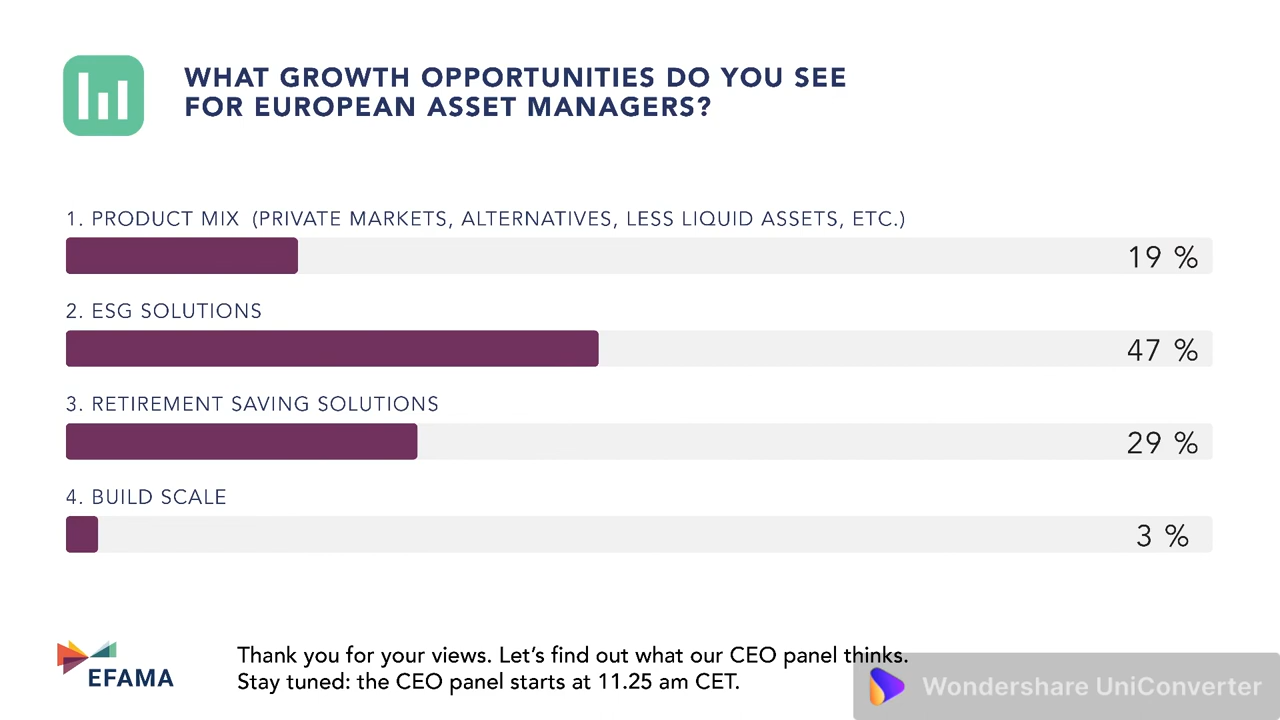 WHAT GROWTH OPPORTUNITIES DO YOU SEE
FOR EUROPEAN ASSET MANAGERS?
1. PRODUCT MIX (PRIVATE MARKETS, ALTERNATIVES, LESS LIQUID ASSETS, ETC.)
19 %
2. ESG SOLUTIONS
47 %
3. RETIREMENT SAVING SOLUTIONS
29 %
4. BUILD SCALE
3 %
EFAMA
Thank you for your views. Let's find out what our CEO panel thinks.
Stay tuned: the CEO panel starts at 11.25 am CET.
Wondershare UniConverter